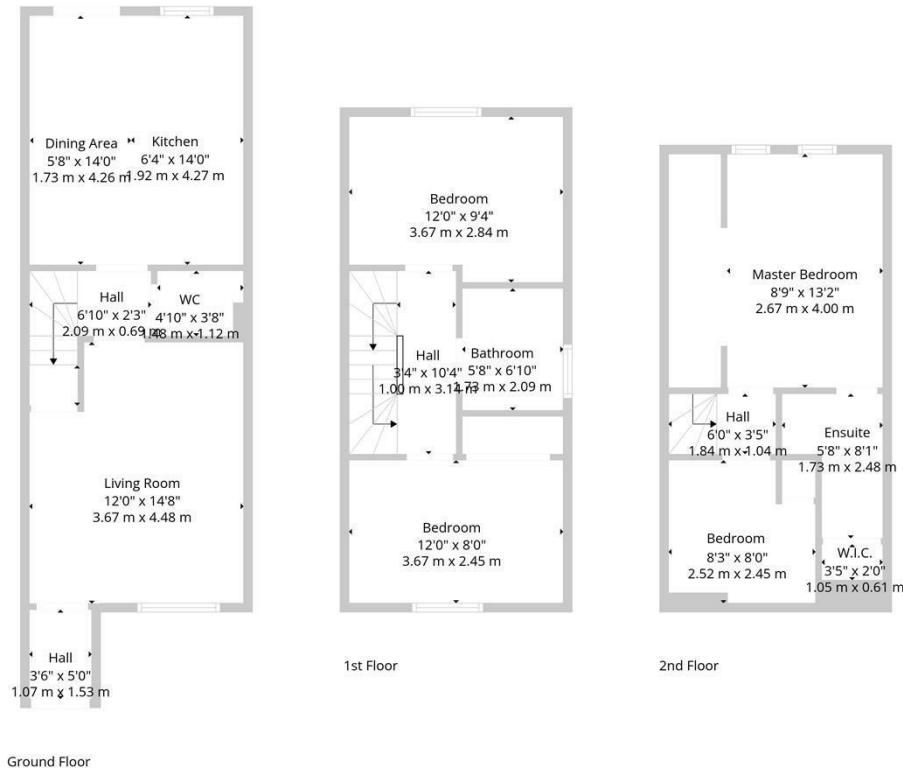 Dining Area
5'8" x 14'0"
1.73 m x 4.26 m
Kitchen
6'4" x 14'0"
1.92 m x 4.27 m
Hall
6'10" x 2'3"
2.09 m x 0.69 m
WC
4'10" x 3'8"
1.48 m x 1.12 m
Living Room
12'0" x 14'8"
3.67 m x 4.48 m
Hall
3'6" x 5'0"
1.07 m x 1.53 m
Ground Floor
Bedroom
12'0" x 9'4"
3.67 m x 2.84 m
Hall
3'4" x 10'4"
1.00 m x 3.14 m
Bathroom
5'8" x 6'10"
1.73 m x 2.09 m
Bedroom
12'0" x 8'0"
3.67 m x 2.45 m
1st Floor
Master Bedroom
8'9" x 13'2"
2.67 m x 4.00 m
Hall
6'0" x 3'5"
1.84 m x 1.04 m
Ensuite
5'8" x 8'1"
1.73 m x 2.48 m
Bedroom
8'3" x 8'0"
2.52 m x 2.45 m
W.I.C.
3'5" x 2'0"
1.05 m x 0.61 m
2nd Floor